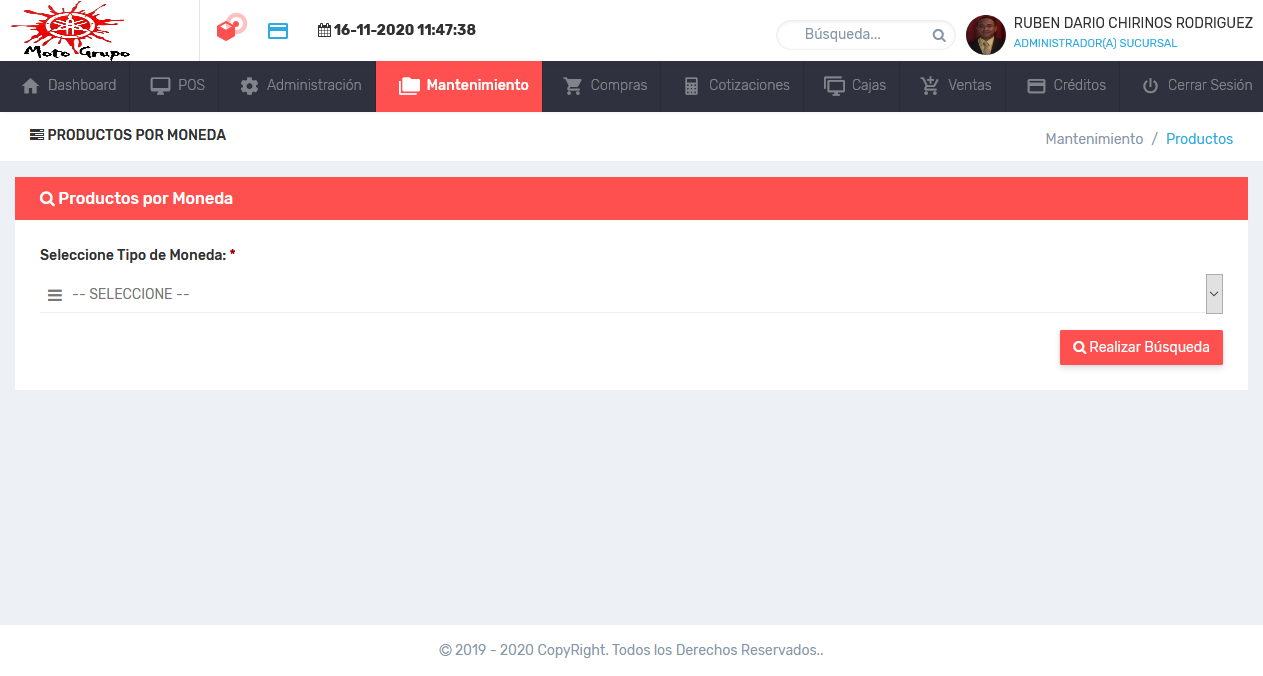 Moto Grupo
16-11-2020 11:47:38
Búsqueda...
RUBEN DARIO CHIRINOS RODRIGUEZ
ADMINISTRADOR(A) SUCURSAL
Dashboard POS Administración Mantenimiento Compras Cotizaciones Cajas Ventas Créditos Cerrar Sesión
PRODUCTOS POR MONEDA
Mantenimiento / Productos
Productos por Moneda
Seleccione Tipo de Moneda: *
-- SELECCIONE --
Realizar Búsqueda
© 2019 - 2020 CopyRight. Todos los Derechos Reservados..